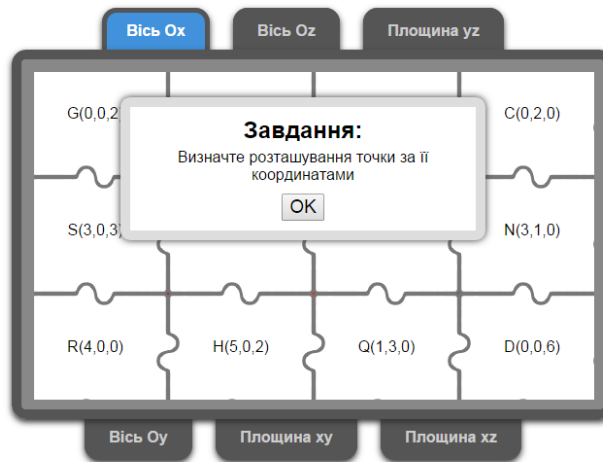 Вісь Ox
Вісь Oz
Площина yz
G(0,0,2)
C(0,2,0)
Завдання:
Визначте розташування точки за її
координатами
OK
S(3,0,3)
N(3,1,0)
R(4,0,0)
H(5,0,2)
Q(1,3,0)
D(0,0,6)
Вісь Oy
Площина xy
Площина xz